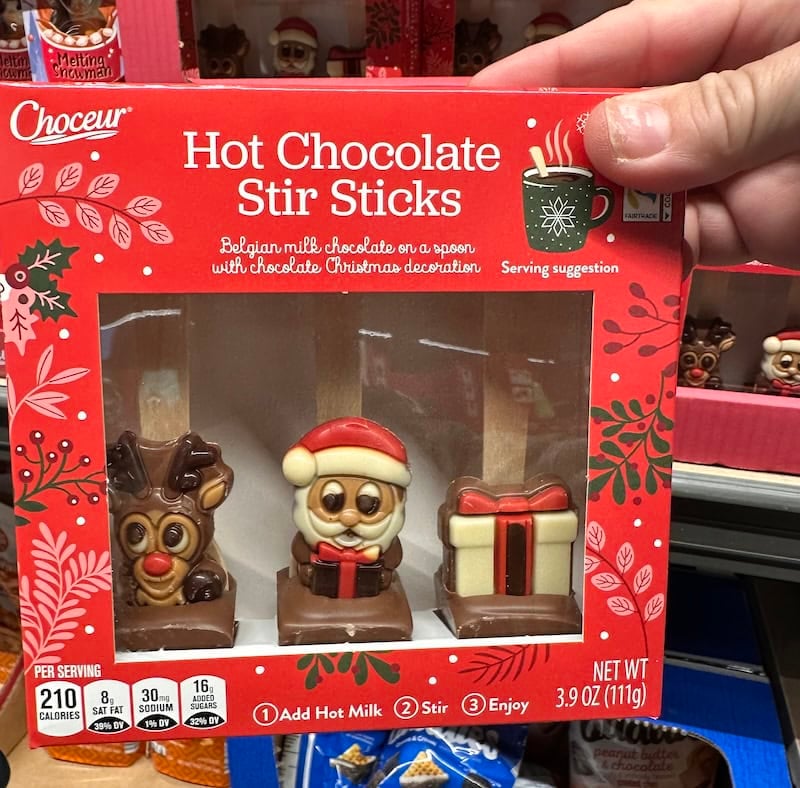 Melting
Snowman
Choceur®
Hot Chocolate
Stir Sticks
Belgian milk chocolate on a spoon
with chocolate Christmas decoration
Serving suggestion
FAIRTRADE
PER SERVING
210
CALORIES
8g
SAT FAT
39% DV
30mg
SODIUM
1% DV
16g
ADDED
SUGARS
32% DV
1 Add Hot Milk 2 Stir 3 Enjoy
NET WT
3.9 OZ (111g)
peanut butter
& chocolate